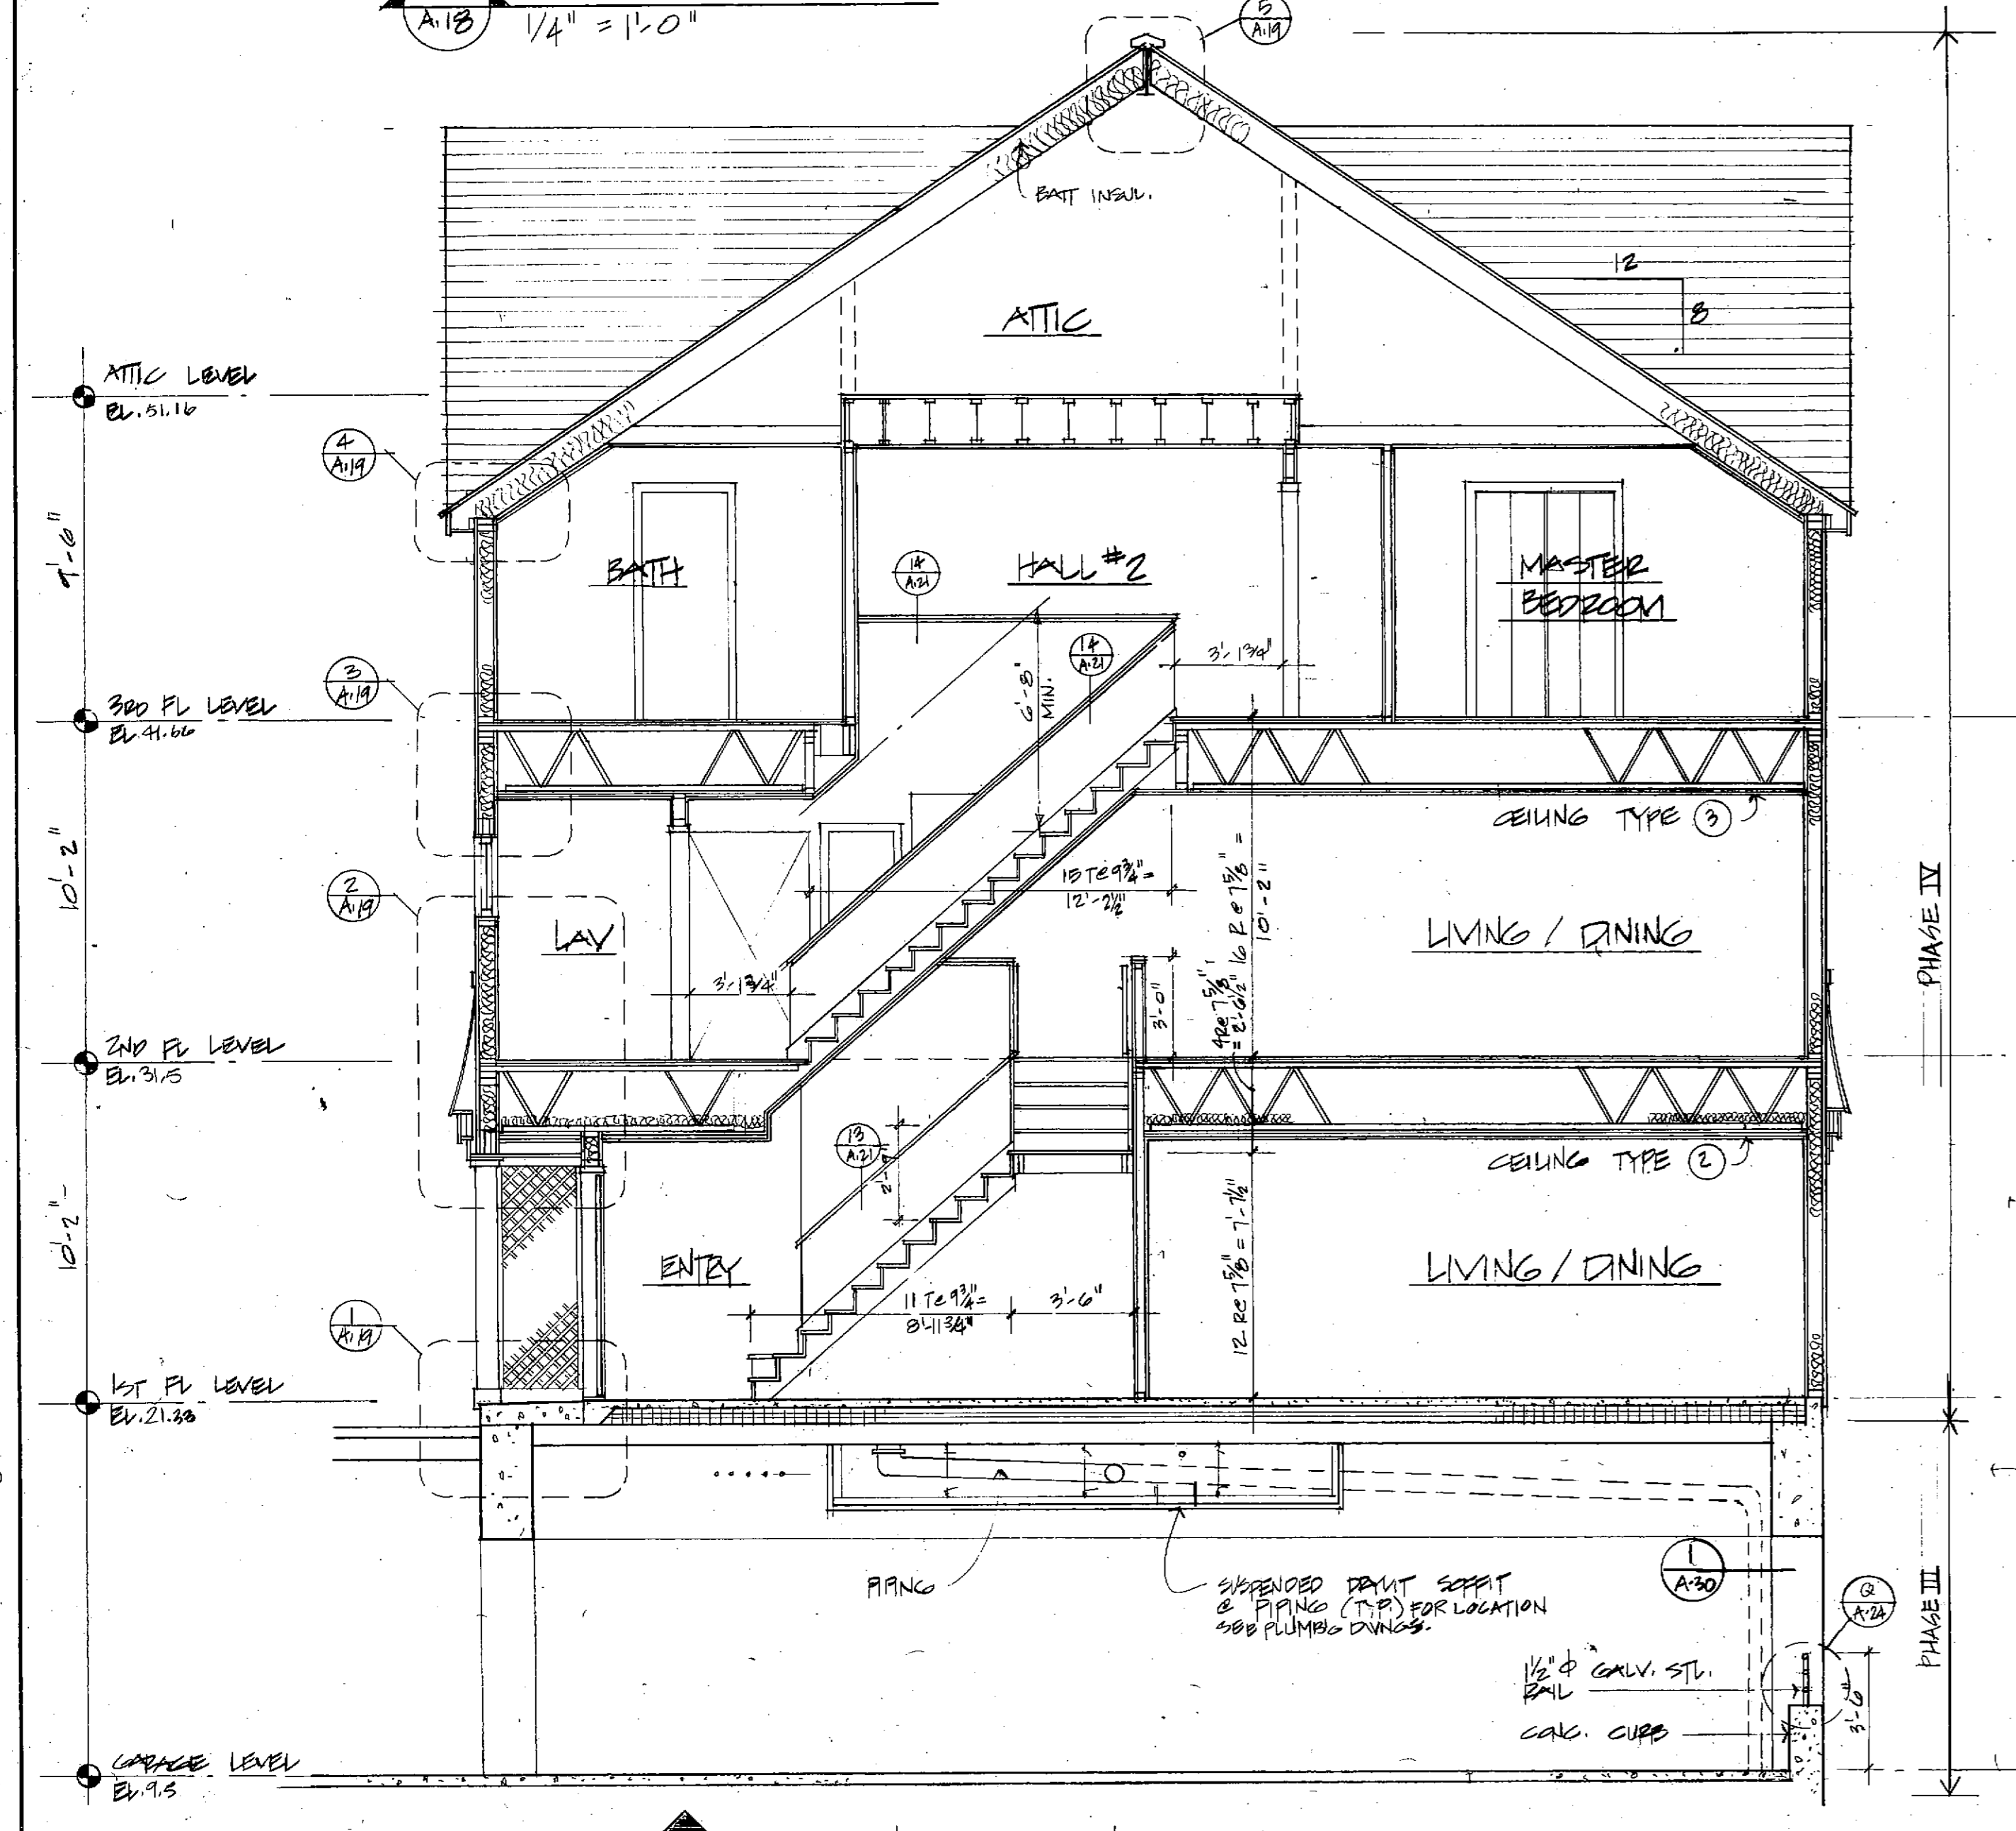 A.18
1/4" = 1'-0"
5
A.19
BATT INSUL.
12
8
ATTIC
ATTIC LEVEL
EL. 51.16
4
A.19
9'-6"
BATH
14
A.21
HALL #2
MASTER
BEDROOM
14
A.21
6'-8"
MIN.
3'-1 3/4"
3
A.19
3RD FL LEVEL
EL. 41.66
CEILING TYPE 3
10'-2"
2
A.19
15 T @ 9 3/4" =
12'-2 1/2"
16 R @ 7 5/8" =
10'-2"
4 R @ 7 5/8"
= 2'-6 1/2"
LAV
LIVING / DINING
PHASE IV
3'-1 3/4"
3'-0"
2ND FL LEVEL
EL. 31.5
13
A.21
CEILING TYPE 2
10'-2"
ENTRY
LIVING / DINING
12 R @ 7 5/8" = 7'-7 1/2"
11 T @ 9 3/4" =
8'-11 3/4"
3'-6"
1
A.19
1ST FL LEVEL
EL. 21.33
PIPING
SUSPENDED DRYVIT SOFFIT
@ PIPING (TYP.) FOR LOCATION
SEE PLUMB'G DWNGS.
1
A.30
Q
A.24
PHASE III
1 1/2" Φ GALV. STL.
RAIL
CONC. CURB
3'-6"
GARAGE LEVEL
EL. 9.5